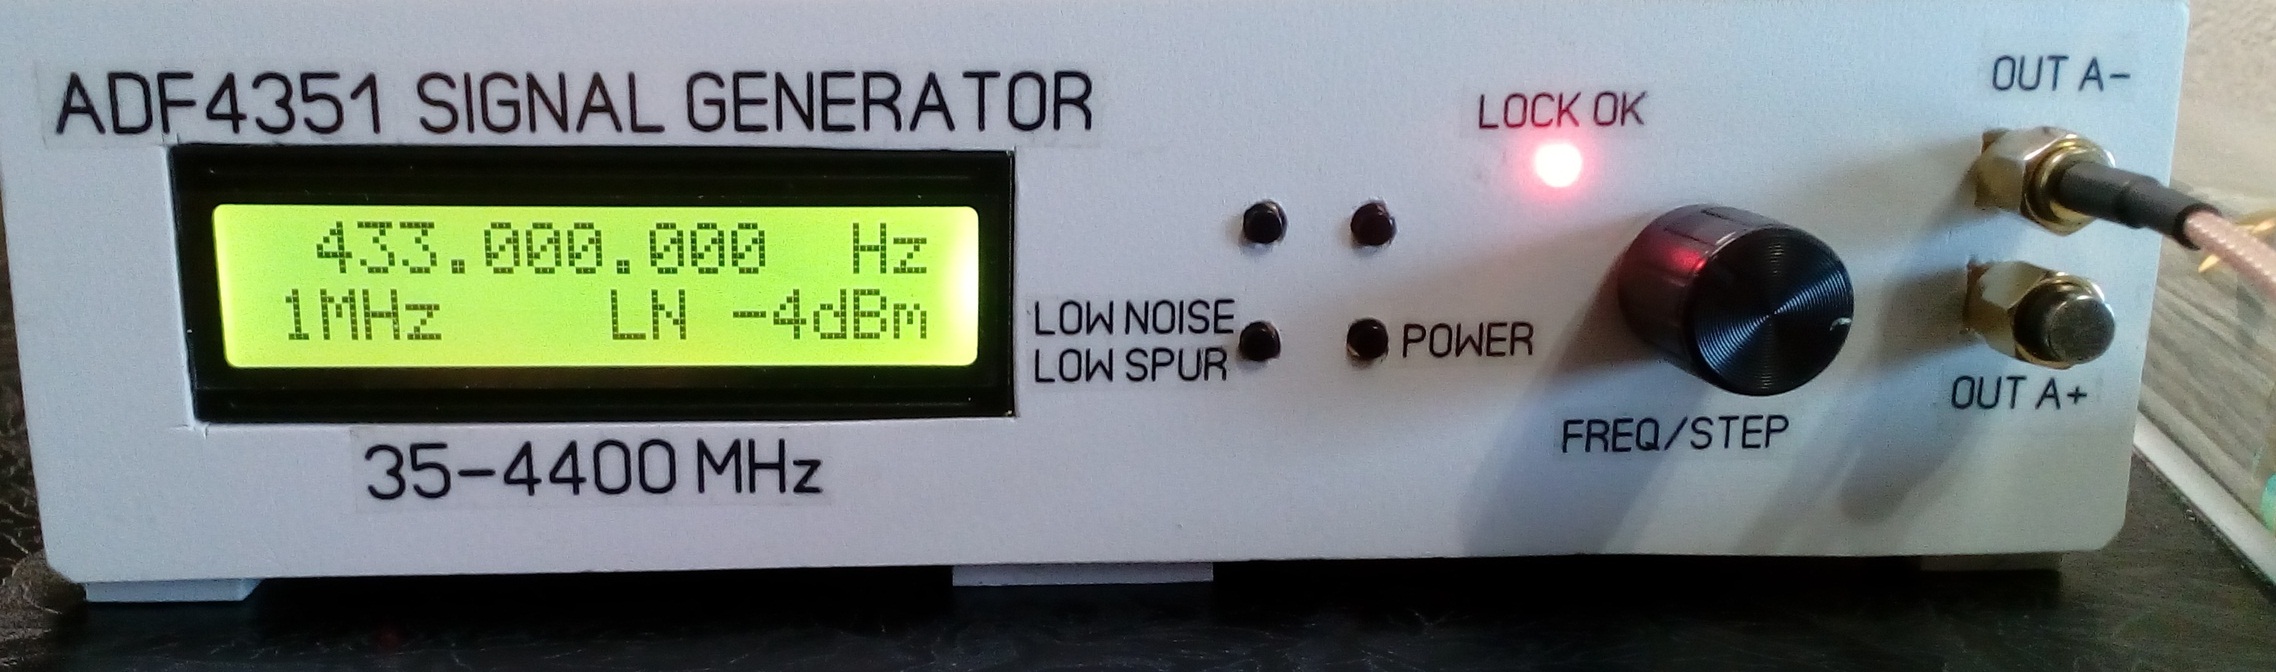 ADF4351 SIGNAL GENERATOR
433.000.000 Hz
1MHz LN -4dBm
35-4400 MHz
LOW NOISE
LOW SPUR
POWER
LOCK OK
FREQ/STEP
OUT A-
OUT A+